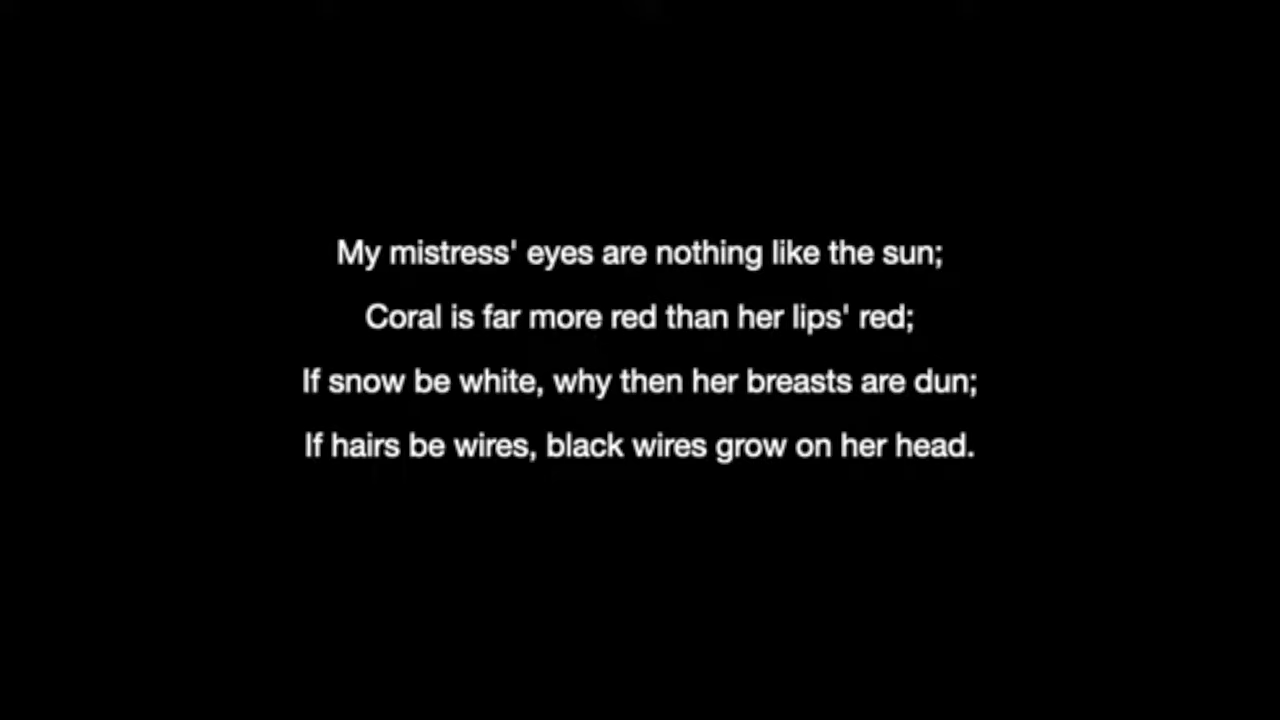 My mistress' eyes are nothing like the sun;
Coral is far more red than her lips' red;
If snow be white, why then her breasts are dun;
If hairs be wires, black wires grow on her head.